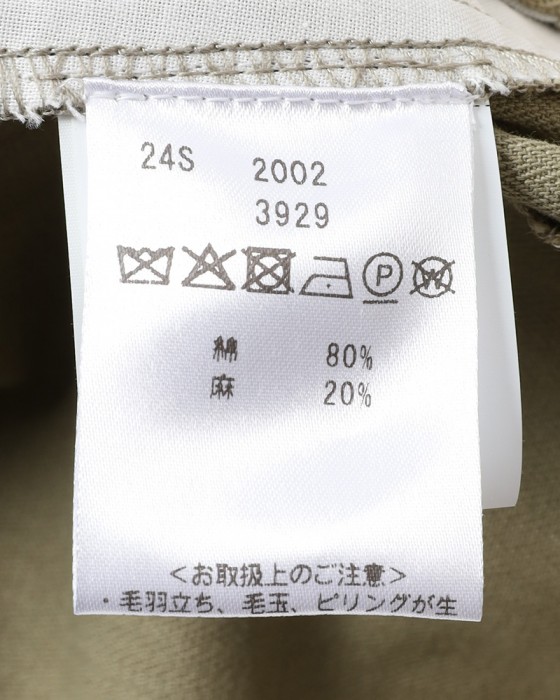 24S 2002
3929
P W
綿 80%
麻 20%
＜お取扱上のご注意＞
・毛羽立ち、毛玉、ピリングが生